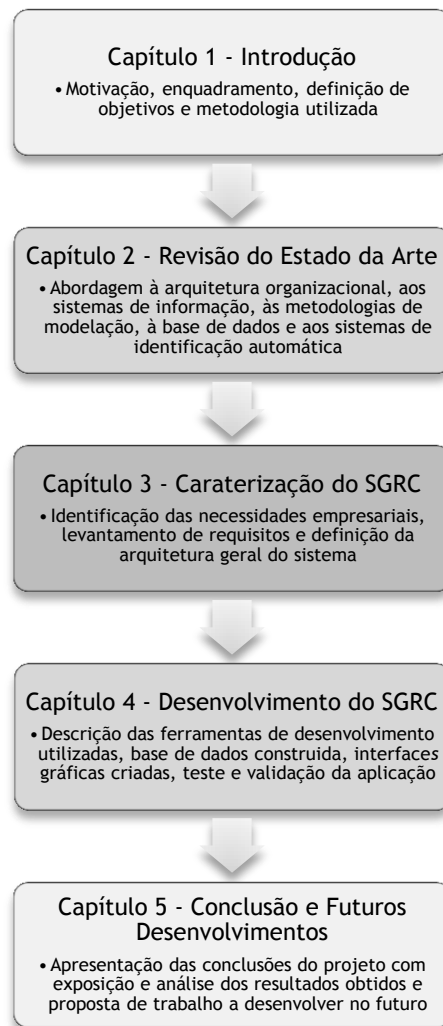 Capítulo 1 - Introdução
• Motivação, enquadramento, definição de
objetivos e metodologia utilizada
Capítulo 2 - Revisão do Estado da Arte
• Abordagem à arquitetura organizacional, aos
sistemas de informação, às metodologias de
modelação, à base de dados e aos sistemas de
identificação automática
Capítulo 3 - Caraterização do SGRC
• Identificação das necessidades empresariais,
levantamento de requisitos e definição da
arquitetura geral do sistema
Capítulo 4 - Desenvolvimento do SGRC
• Descrição das ferramentas de desenvolvimento
utilizadas, base de dados construida, interfaces
gráficas criadas, teste e validação da aplicação
Capítulo 5 - Conclusão e Futuros
Desenvolvimentos
• Apresentação das conclusões do projeto com
exposição e análise dos resultados obtidos e
proposta de trabalho a desenvolver no futuro